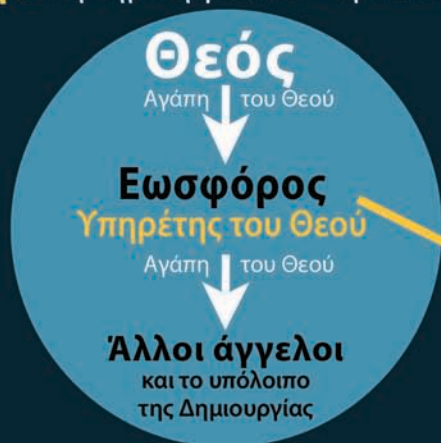 Θεός
Αγάπη του Θεού
Εωσφόρος
Υπηρέτης του Θεού
Αγάπη του Θεού
Άλλοι άγγελοι
και το υπόλοιπο
της Δημιουργίας